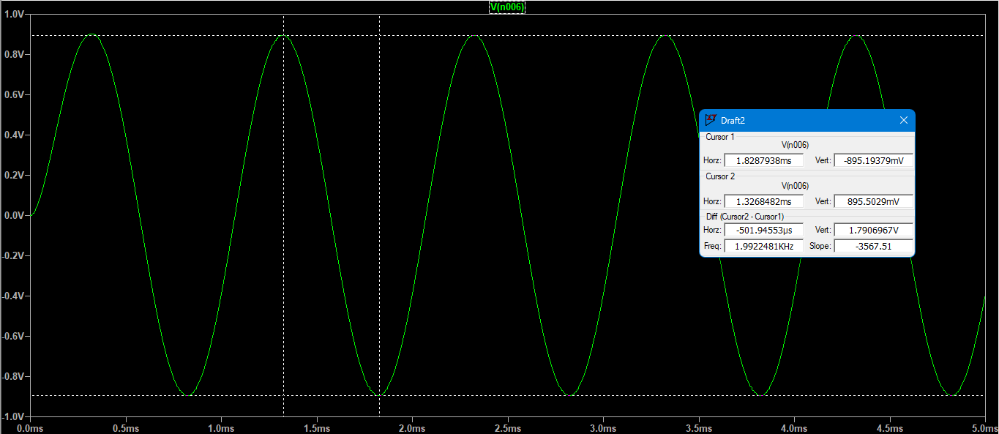 V(n006)
1.0V
0.8V
0.6V
0.4V
0.2V
0.0V
-0.2V
-0.4V
-0.6V
-0.8V
-1.0V
0.0ms 0.5ms 1.0ms 1.5ms 2.0ms 2.5ms 3.0ms 3.5ms 4.0ms 4.5ms 5.0ms
Draft2
Cursor 1
V(n006)
Horz: 1.8287938ms Vert: -895.19379mV
Cursor 2
V(n006)
Horz: 1.3268482ms Vert: 895.5029mV
Diff (Cursor2 - Cursor1)
Horz: -501.94553µs Vert: 1.7906967V
Freq: 1.9922481KHz Slope: -3567.51